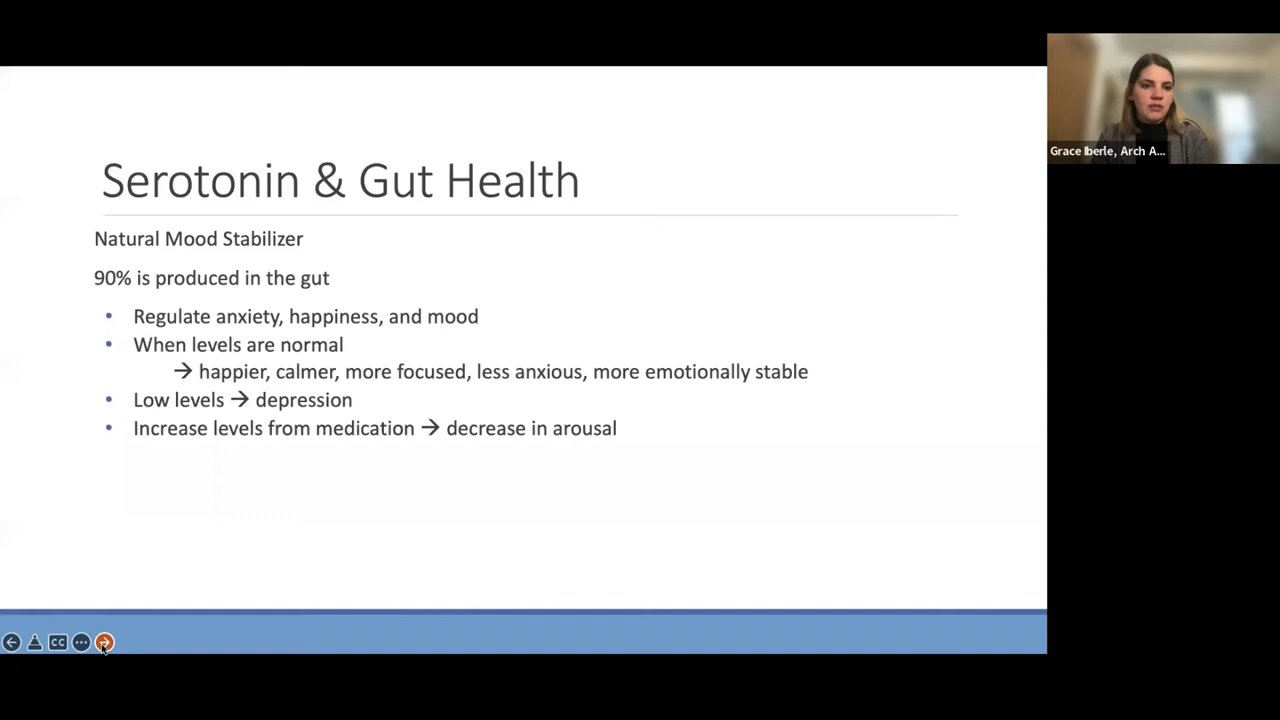 Serotonin & Gut Health
Natural Mood Stabilizer
90% is produced in the gut
• Regulate anxiety, happiness, and mood
• When levels are normal
→ happier, calmer, more focused, less anxious, more emotionally stable
• Low levels → depression
• Increase levels from medication → decrease in arousal
Grace Iberle, Arch A...
CC